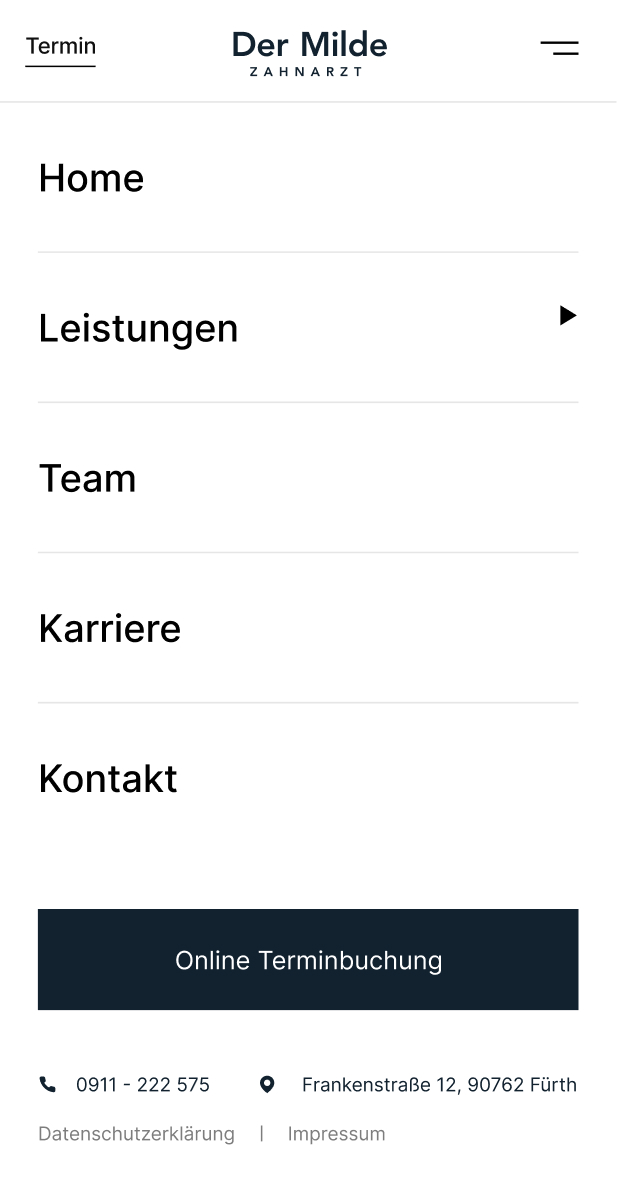 Termin
Der Milde
ZAHNARZT
Home
Leistungen
Team
Karriere
Kontakt
Online Terminbuchung
0911 - 222 575 Frankenstraße 12, 90762 Fürth
Datenschutzerklärung | Impressum